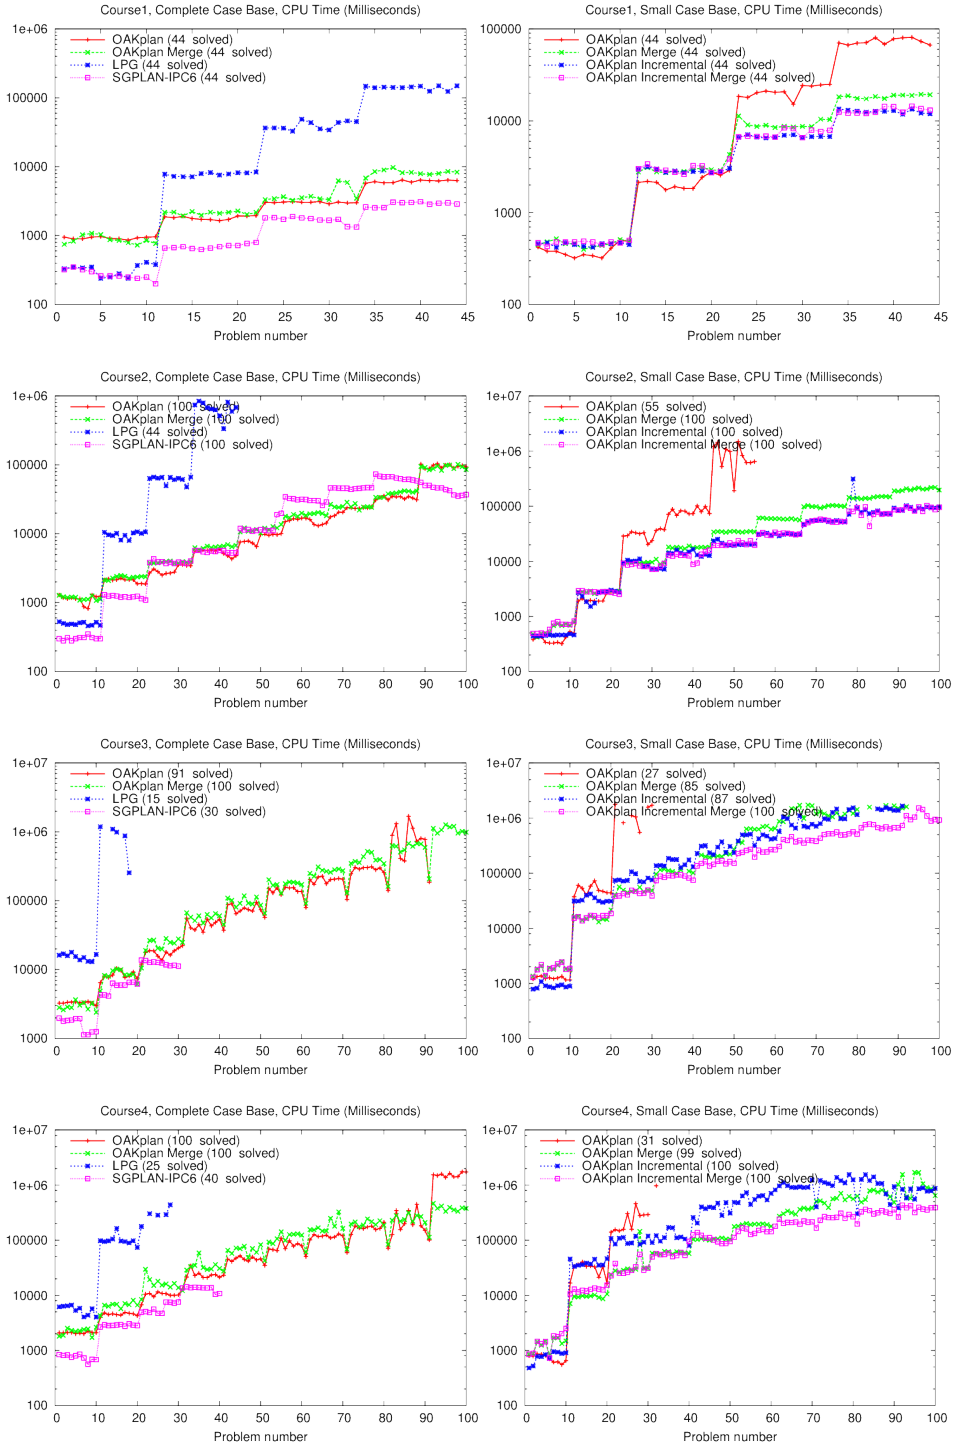 Course1, Complete Case Base, CPU Time (Milliseconds)
1e+06
100000
10000
1000
100
OAKplan (44 solved)
OAKplan Merge (44 solved)
LPG (44 solved)
SGPLAN-IPC6 (44 solved)
0 5 10 15 20 25 30 35 40 45
Problem number
Course1, Small Case Base, CPU Time (Milliseconds)
100000
10000
1000
100
OAKplan (44 solved)
OAKplan Merge (44 solved)
OAKplan Incremental (44 solved)
OAKplan Incremental Merge (44 solved)
0 5 10 15 20 25 30 35 40 45
Problem number
Course2, Complete Case Base, CPU Time (Milliseconds)
1e+06
100000
10000
1000
100
OAKplan (100 solved)
OAKplan Merge (100 solved)
LPG (44 solved)
SGPLAN-IPC6 (100 solved)
0 10 20 30 40 50 60 70 80 90 100
Problem number
Course2, Small Case Base, CPU Time (Milliseconds)
1e+07
1e+06
100000
10000
1000
100
OAKplan (55 solved)
OAKplan Merge (100 solved)
OAKplan Incremental (100 solved)
OAKplan Incremental Merge (100 solved)
0 10 20 30 40 50 60 70 80 90 100
Problem number
Course3, Complete Case Base, CPU Time (Milliseconds)
1e+07
1e+06
100000
10000
1000
OAKplan (91 solved)
OAKplan Merge (100 solved)
LPG (15 solved)
SGPLAN-IPC6 (30 solved)
0 10 20 30 40 50 60 70 80 90 100
Problem number
Course3, Small Case Base, CPU Time (Milliseconds)
1e+07
1e+06
100000
10000
1000
100
OAKplan (27 solved)
OAKplan Merge (85 solved)
OAKplan Incremental (87 solved)
OAKplan Incremental Merge (100 solved)
0 10 20 30 40 50 60 70 80 90 100
Problem number
Course4, Complete Case Base, CPU Time (Milliseconds)
1e+07
1e+06
100000
10000
1000
100
OAKplan (100 solved)
OAKplan Merge (100 solved)
LPG (25 solved)
SGPLAN-IPC6 (40 solved)
0 10 20 30 40 50 60 70 80 90 100
Problem number
Course4, Small Case Base, CPU Time (Milliseconds)
1e+07
1e+06
100000
10000
1000
100
OAKplan (31 solved)
OAKplan Merge (99 solved)
OAKplan Incremental (100 solved)
OAKplan Incremental Merge (100 solved)
0 10 20 30 40 50 60 70 80 90 100
Problem number